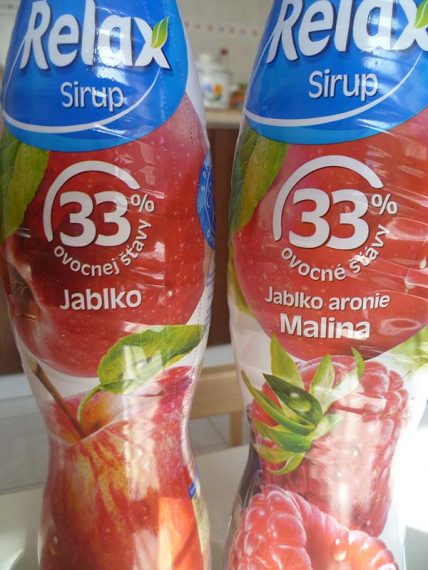 Relax
Sirup
33%
ovocnej šťavy
Jablko
Relax
Sirup
33%
ovocné šťavy
Jablko aronie
Malina